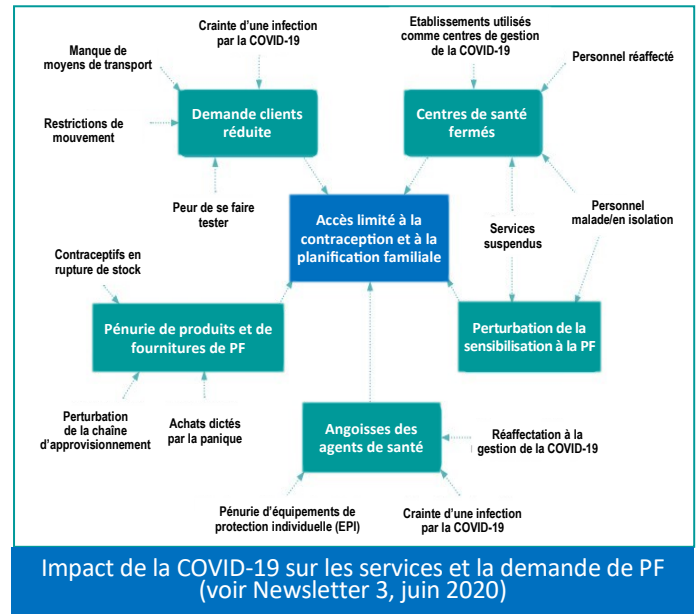 Crainte d'une infection
par la COVID-19
Etablissements utilisés
comme centres de gestion
de la COVID-19
Manque de
moyens de transport
Personnel réaffecté
Demande clients
réduite
Centres de santé
fermés
Restrictions de
mouvement
Peur de se faire
tester
Accès limité à la
contraception et à la
planification familiale
Services
suspendus
Personnel
malade/en isolation
Contraceptifs en
rupture de stock
Pénurie de produits et de
fournitures de PF
Perturbation de la
sensibilisation à la PF
Perturbation
de la chaîne
d'approvisionnement
Achats dictés
par la panique
Angoisses des
agents de santé
Réaffectation à la
gestion de la COVID-19
Pénurie d'équipements de
protection individuelle (EPI)
Crainte d'une infection
par la COVID-19
Impact de la COVID-19 sur les services et la demande de PF
(voir Newsletter 3, juin 2020)